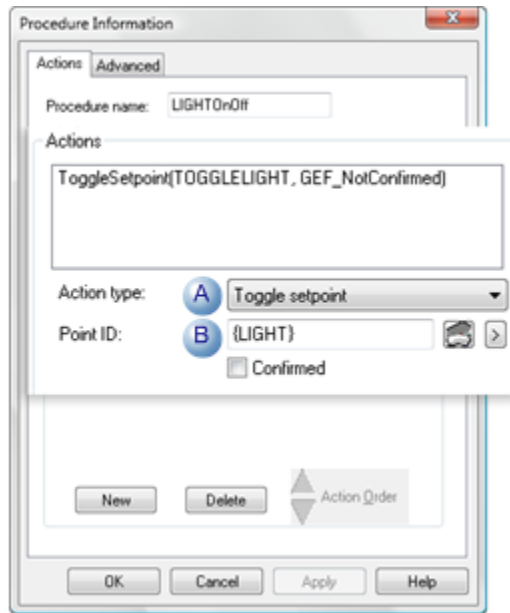 Procedure Information
Actions Advanced
Procedure name: LIGHTOnOff
Actions
ToggleSetpoint(TOGGLELIGHT, GEF_NotConfirmed)
Action type: A Toggle setpoint
Point ID: B {LIGHT} >
Confirmed
New Delete Action Order
OK Cancel Apply Help